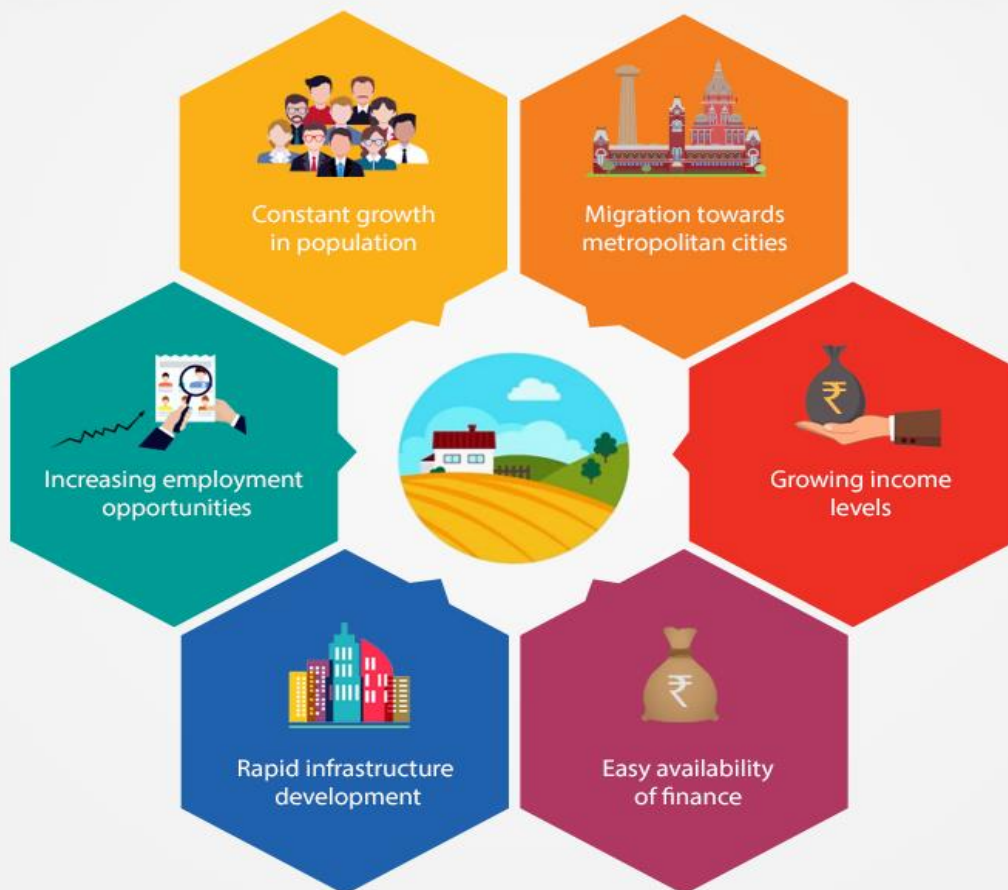 Constant growth
in population
Migration towards
metropolitan cities
Increasing employment
opportunities
₹
Growing income
levels
Rapid infrastructure
development
₹
Easy availability
of finance